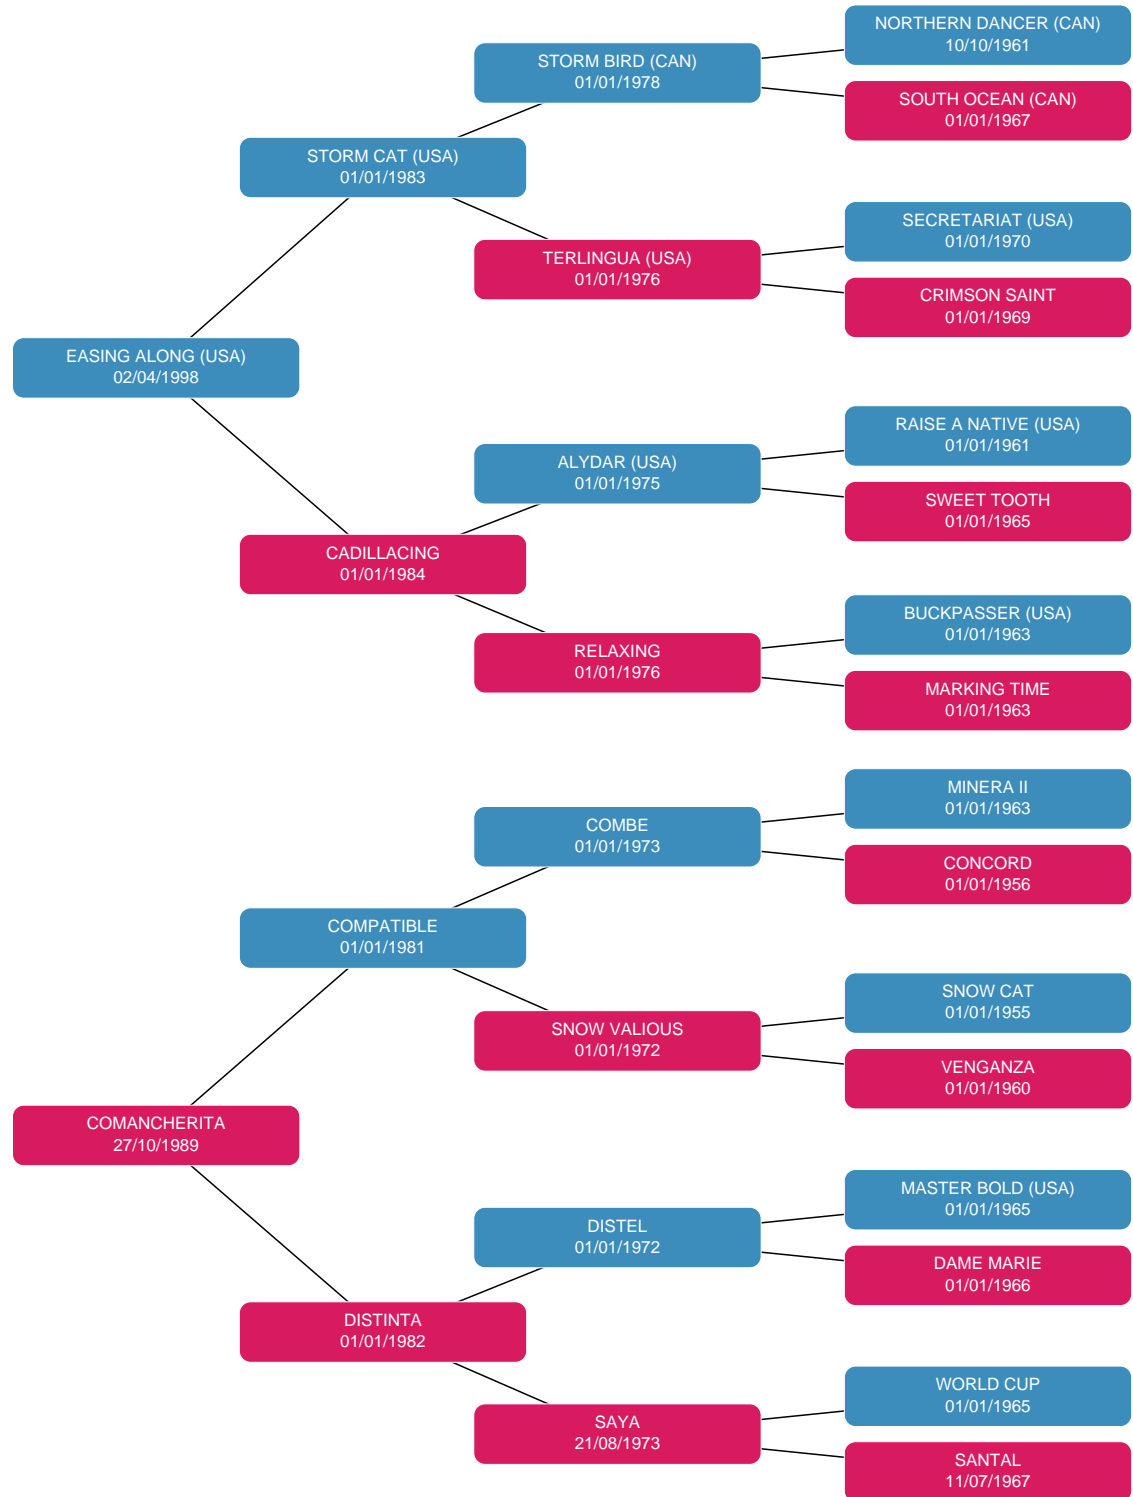 NORTHERN DANCER (CAN)
10/10/1961
STORM BIRD (CAN)
01/01/1978
SOUTH OCEAN (CAN)
01/01/1967
STORM CAT (USA)
01/01/1983
SECRETARIAT (USA)
01/01/1970
TERLINGUA (USA)
01/01/1976
CRIMSON SAINT
01/01/1969
EASING ALONG (USA)
02/04/1998
RAISE A NATIVE (USA)
01/01/1961
ALYDAR (USA)
01/01/1975
SWEET TOOTH
01/01/1965
CADILLACING
01/01/1984
BUCKPASSER (USA)
01/01/1963
RELAXING
01/01/1976
MARKING TIME
01/01/1963
MINERA II
01/01/1963
COMBE
01/01/1973
CONCORD
01/01/1956
COMPATIBLE
01/01/1981
SNOW CAT
01/01/1955
SNOW VALIOUS
01/01/1972
VENGANZA
01/01/1960
COMANCHERITA
27/10/1989
MASTER BOLD (USA)
01/01/1965
DISTEL
01/01/1972
DAME MARIE
01/01/1966
DISTINTA
01/01/1982
WORLD CUP
01/01/1965
SAYA
21/08/1973
SANTAL
11/07/1967